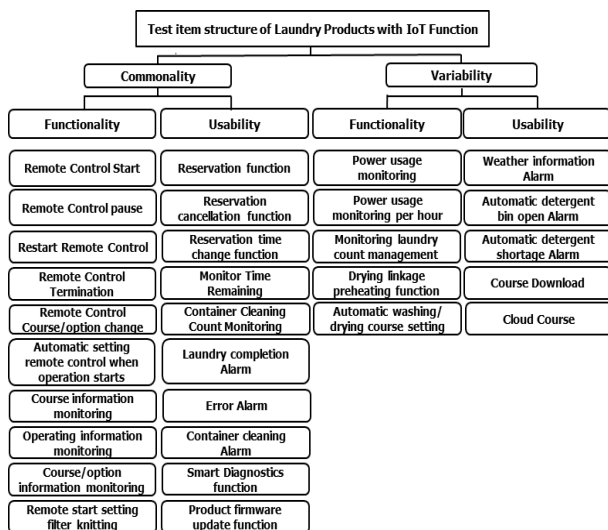 Test item structure of Laundry Products with IoT Function
Commonality
Variability
Functionality
Usability
Functionality
Usability
Remote Control Start
Remote Control pause
Restart Remote Control
Remote Control
Termination
Remote Control
Course/option change
Automatic setting
remote control when
operation starts
Course information
monitoring
Operating information
monitoring
Course/option
information monitoring
Remote start setting
filter knitting
Reservation function
Reservation
cancellation function
Reservation time
change function
Monitor Time
Remaining
Container Cleaning
Count Monitoring
Laundry completion
Alarm
Error Alarm
Container cleaning
Alarm
Smart Diagnostics
function
Product firmware
update function
Power usage
monitoring
Power usage
monitoring per hour
Monitoring laundry
count management
Drying linkage
preheating function
Automatic washing/
drying course setting
Weather information
Alarm
Automatic detergent
bin open Alarm
Automatic detergent
shortage Alarm
Course Download
Cloud Course